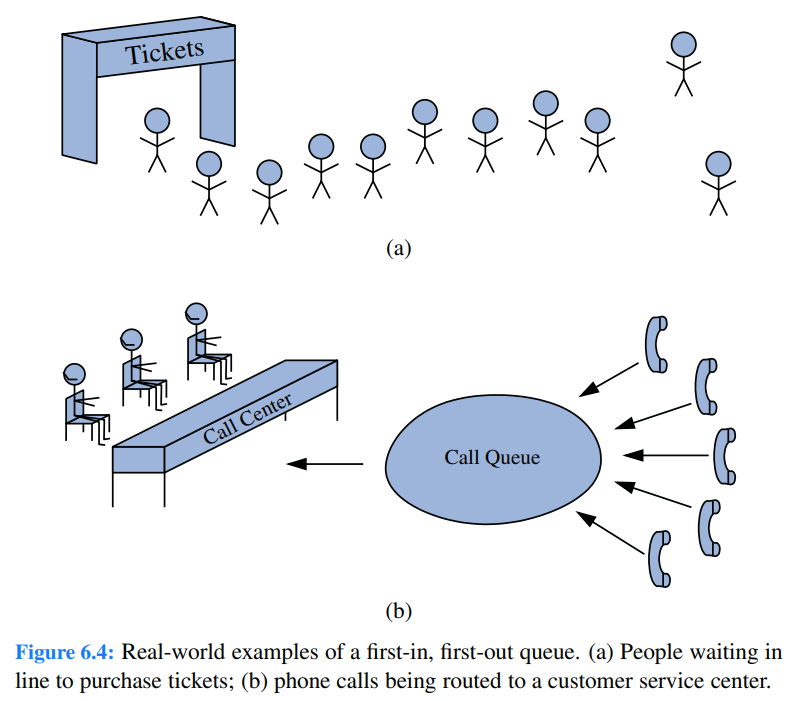 Tickets
(a)
Call Center
Call Queue
(b)
Figure 6.4: Real-world examples of a first-in, first-out queue. (a) People waiting in
line to purchase tickets; (b) phone calls being routed to a customer service center.